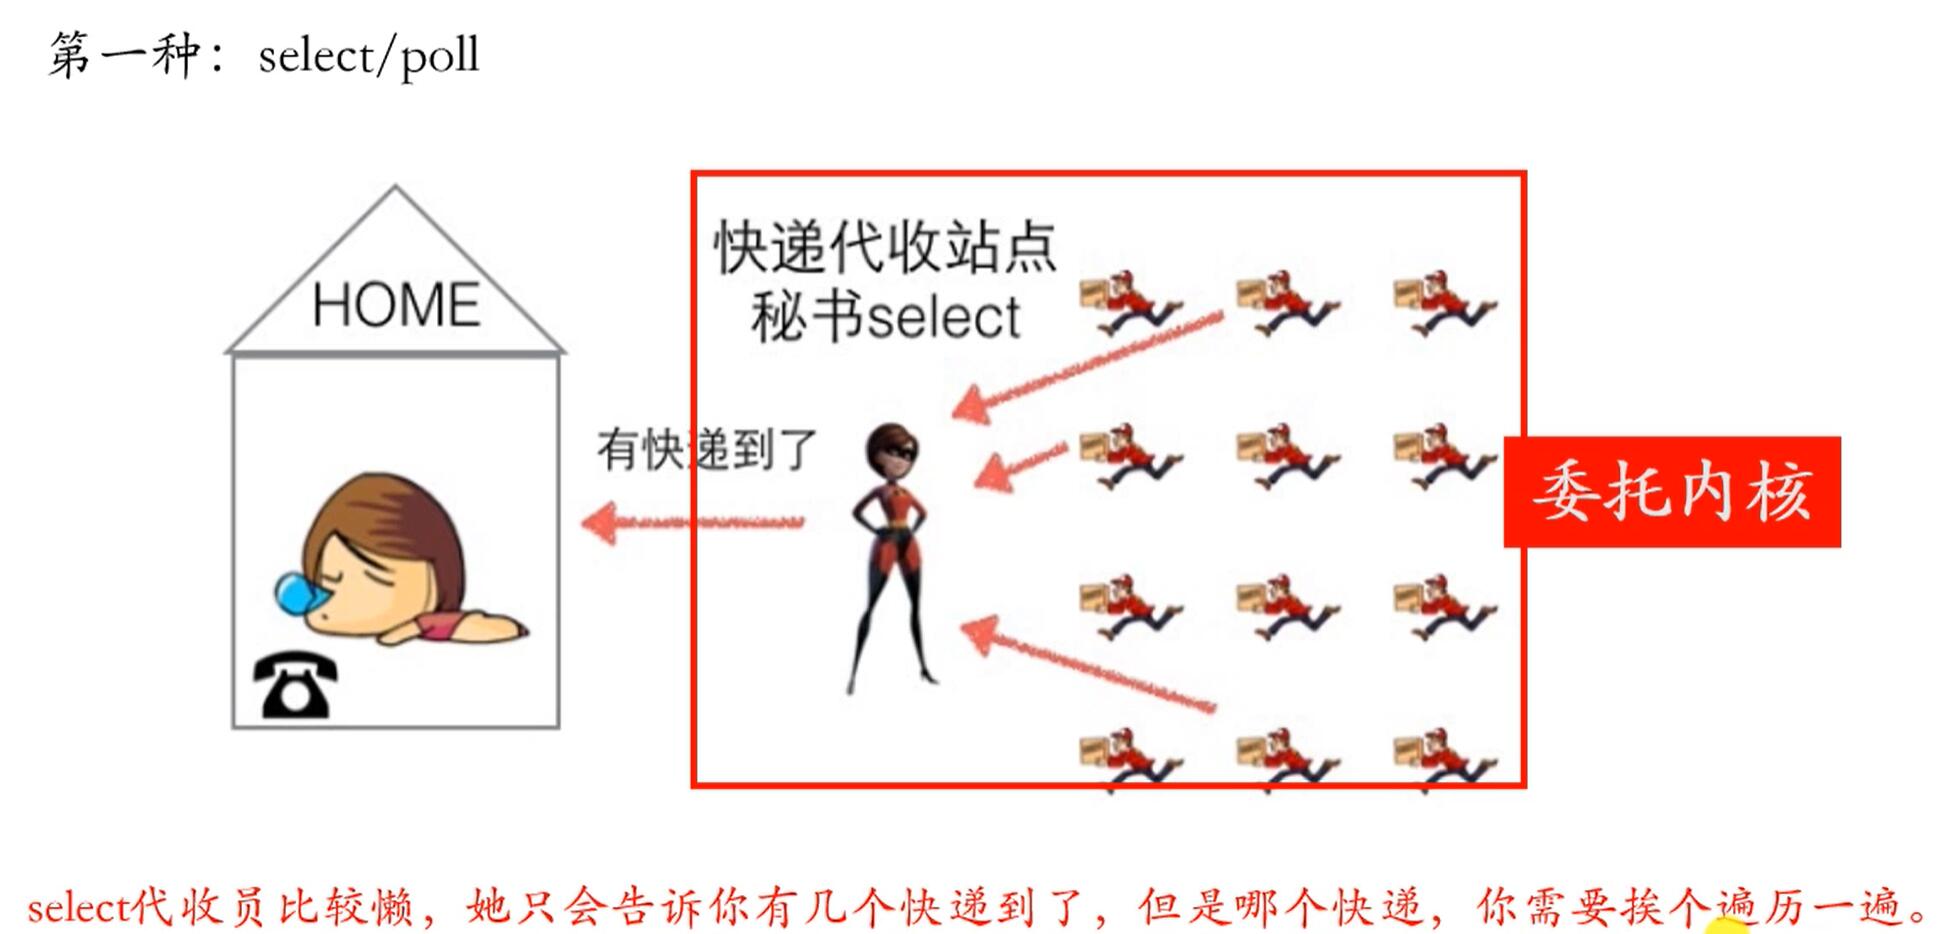 第一种：select/poll
HOME
快递代收站点
秘书select
有快递到了
委托内核
select代收员比较懒，她只会告诉你有几个快递到了，但是哪个快递，你需要挨个遍历一遍。